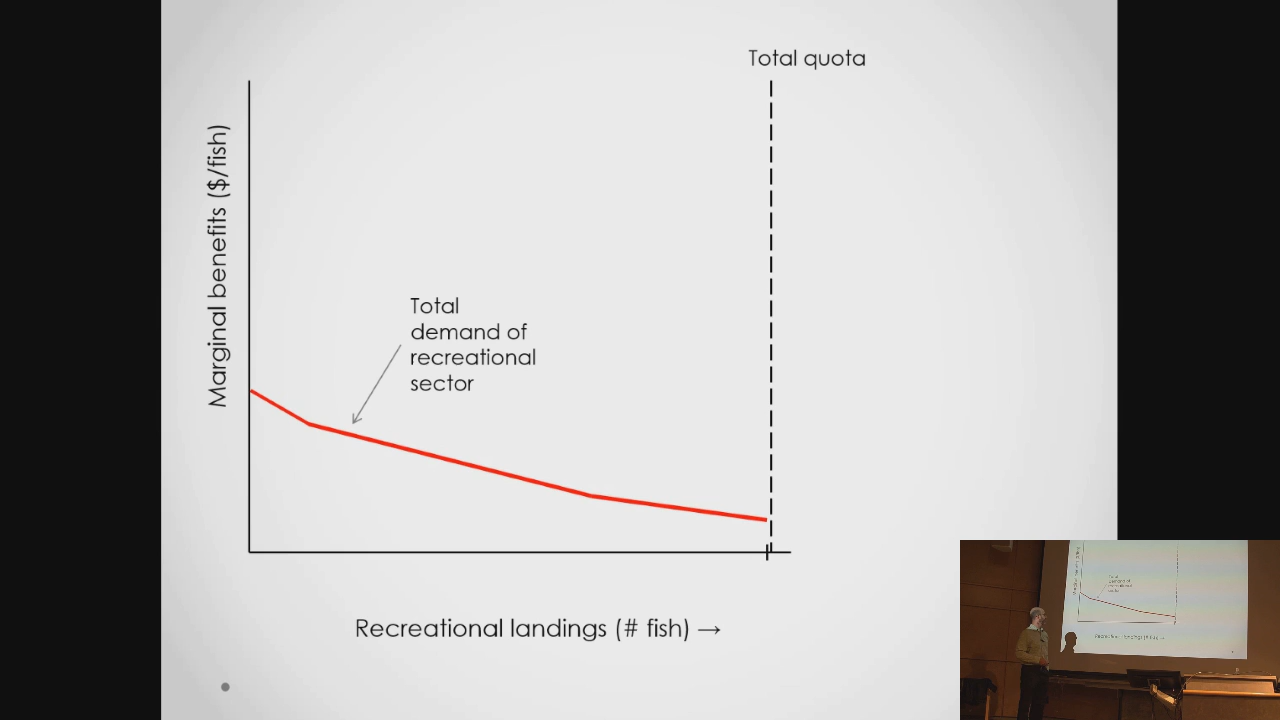 Total quota
Marginal benefits ($/fish)
Total
demand of
recreational
sector
Recreational landings (# fish) →